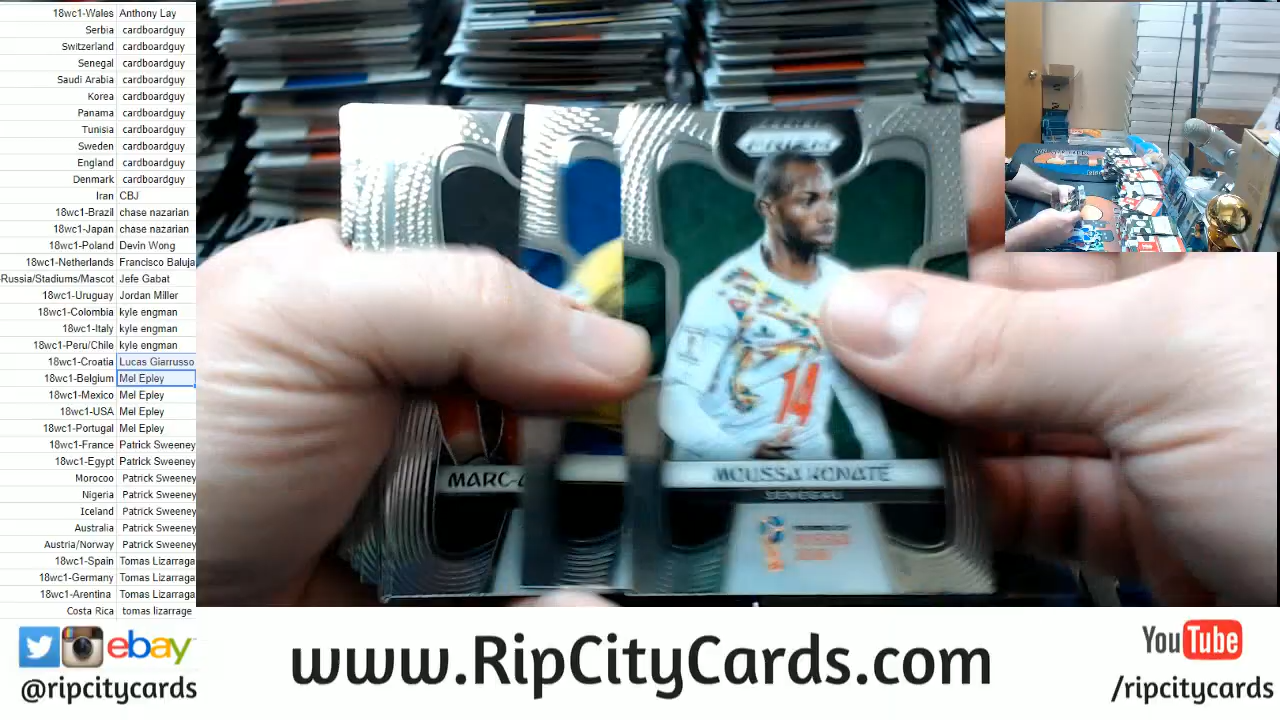 18wc1-Wales Anthony Lay
Serbia cardboardguy
Switzerland cardboardguy
Senegal cardboardguy
Saudi Arabia cardboardguy
Korea cardboardguy
Panama cardboardguy
Tunisia cardboardguy
Sweden cardboardguy
England cardboardguy
Denmark cardboardguy
Iran CBJ
18wc1-Brazil chase nazarian
18wc1-Japan chase nazarian
18wc1-Poland Devin Wong
18wc1-Netherlands Francisco Baluja
-Russia/Stadiums/Mascot Jefe Gabat
18wc1-Uruguay Jordan Miller
18wc1-Colombia kyle engman
18wc1-Italy kyle engman
18wc1-Peru/Chile kyle engman
18wc1-Croatia Lucas Giarrusso
18wc1-Belgium Mel Epley
18wc1-Mexico Mel Epley
18wc1-USA Mel Epley
18wc1-Portugal Mel Epley
18wc1-France Patrick Sweeney
18wc1-Egypt Patrick Sweeney
Morocoo Patrick Sweeney
Nigeria Patrick Sweeney
Iceland Patrick Sweeney
Australia Patrick Sweeney
Austria/Norway Patrick Sweeney
18wc1-Spain Tomas Lizarraga
18wc1-Germany Tomas Lizarraga
18wc1-Arentina Tomas Lizarraga
Costa Rica tomas lizarrage
PRIZM
14
MARC-
MOUSSA KONATÉ
SENEGAL
RUSSIA
2018
ebay
@ripcitycards
www.RipCityCards.com
YouTube
/ripcitycards